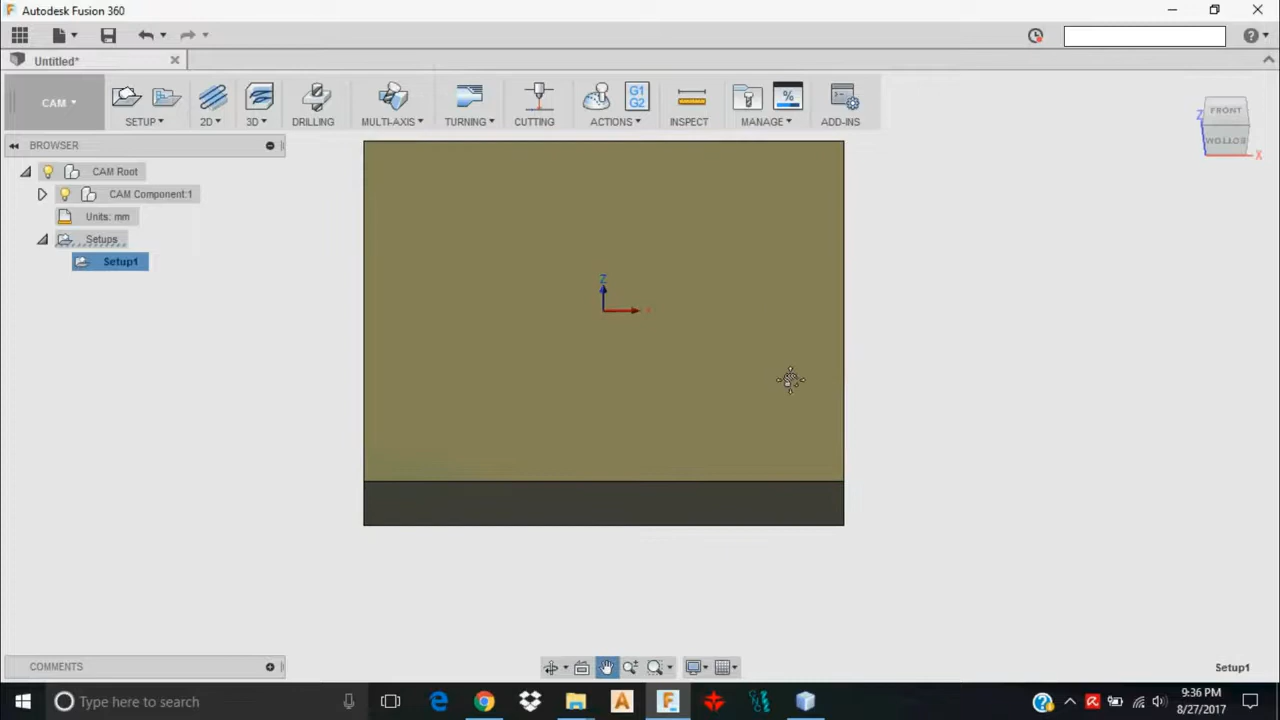 Autodesk Fusion 360
Untitled*
CAM
SETUP
2D
3D
DRILLING
MULTI-AXIS
TURNING
CUTTING
G1
G2
ACTIONS
INSPECT
%
MANAGE
ADD-INS
FRONT
BOTTOM
Z
X
BROWSER
CAM Root
CAM Component:1
Units: mm
Setups
Setup1
Z
COMMENTS
Setup1
Type here to search
9:36 PM
8/27/2017